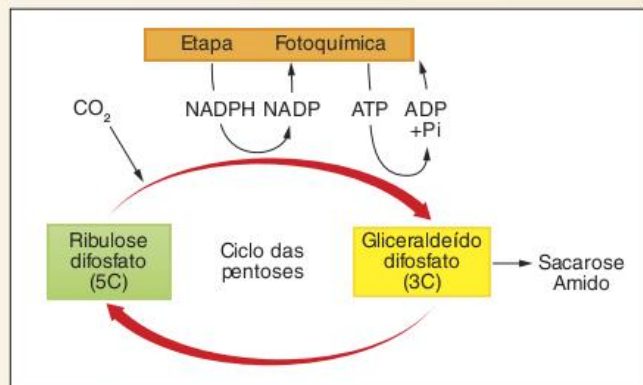 Etapa Fotoquímica
CO₂
NADPH NADP ATP ADP
+Pi
Ribulose
difosfato
(5C)
Ciclo das
pentoses
Gliceraldeído
difosfato
(3C)
Sacarose
Amido